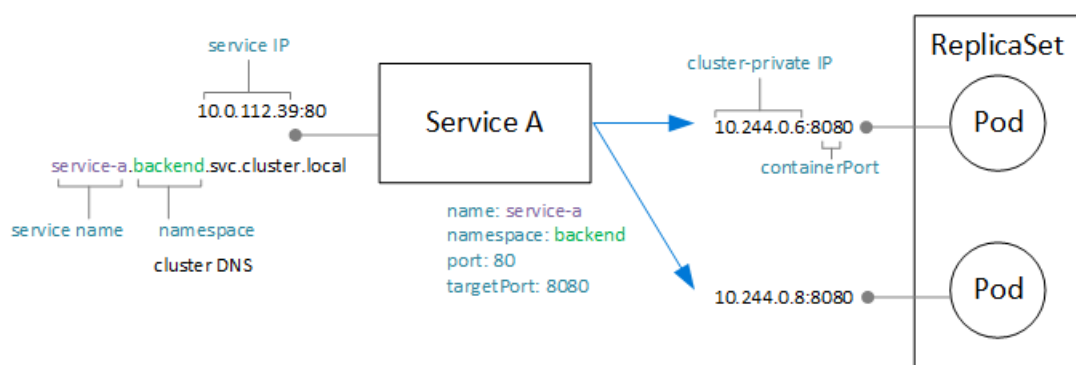 service IP
10.0.112.39:80
service-a.backend.svc.cluster.local
service name
namespace
cluster DNS
Service A
name: service-a
namespace: backend
port: 80
targetPort: 8080
cluster-private IP
10.244.0.6:8080
containerPort
10.244.0.8:8080
ReplicaSet
Pod
Pod